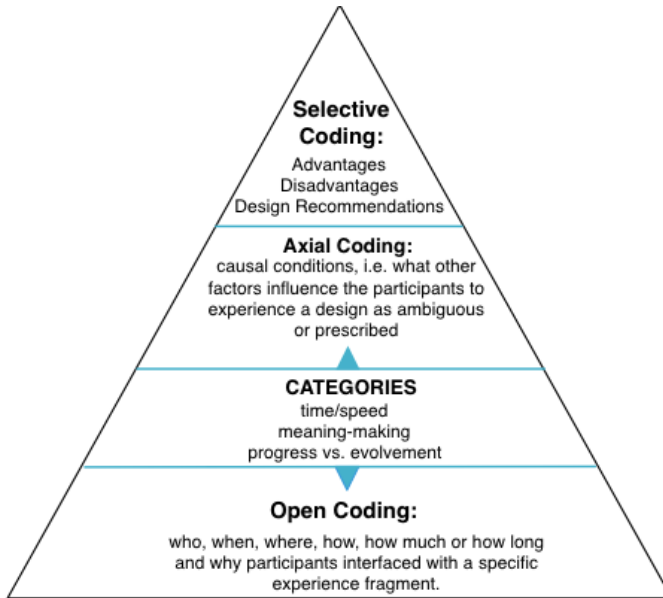 Selective
Coding:
Advantages
Disadvantages
Design Recommendations
Axial Coding:
causal conditions, i.e. what other
factors influence the participants to
experience a design as ambiguous
or prescribed
CATEGORIES
time/speed
meaning-making
progress vs. evolvement
Open Coding:
who, when, where, how, how much or how long
and why participants interfaced with a specific
experience fragment.